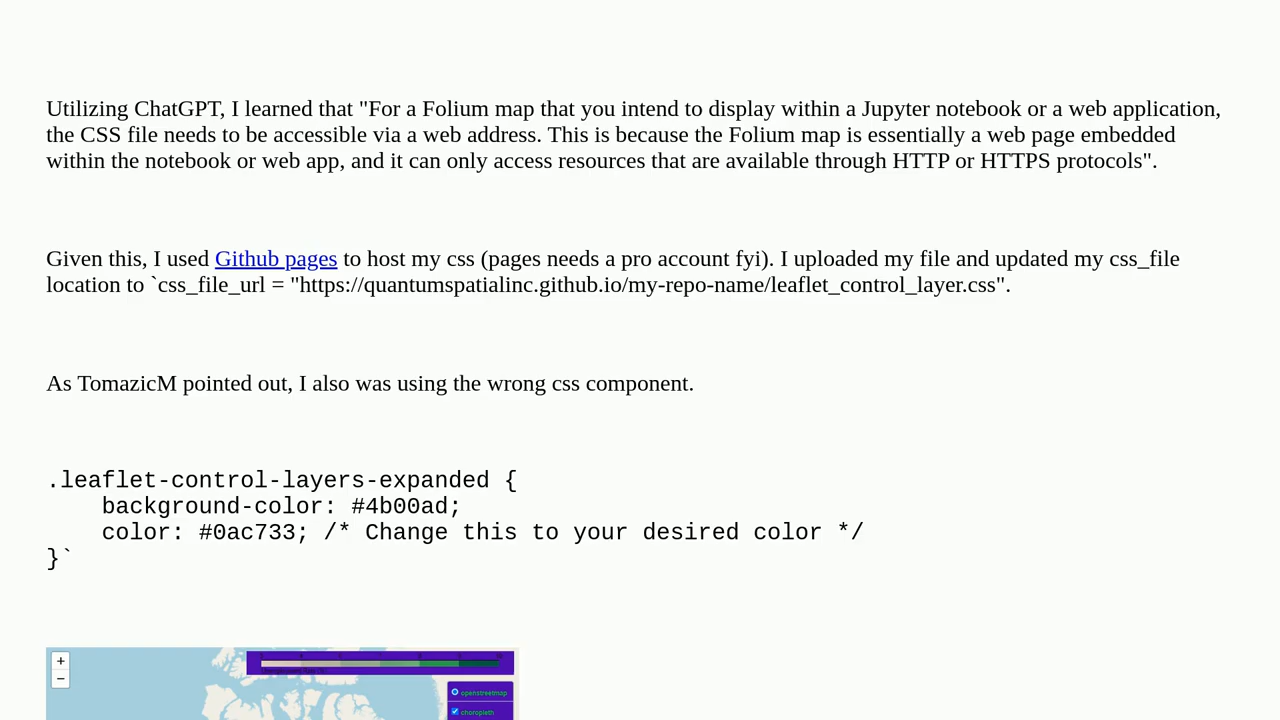 Utilizing ChatGPT, I learned that "For a Folium map that you intend to display within a Jupyter notebook or a web application,
the CSS file needs to be accessible via a web address. This is because the Folium map is essentially a web page embedded
within the notebook or web app, and it can only access resources that are available through HTTP or HTTPS protocols".
Given this, I used Github pages to host my css (pages needs a pro account fyi). I uploaded my file and updated my css_file
location to `css_file_url = "https://quantumspatialinc.github.io/my-repo-name/leaflet_control_layer.css".
As TomazicM pointed out, I also was using the wrong css component.
.leaflet-control-layers-expanded {
    background-color: #4b00ad;
    color: #0ac733; /* Change this to your desired color */
}`
+
−
openstreetmap
choropleth